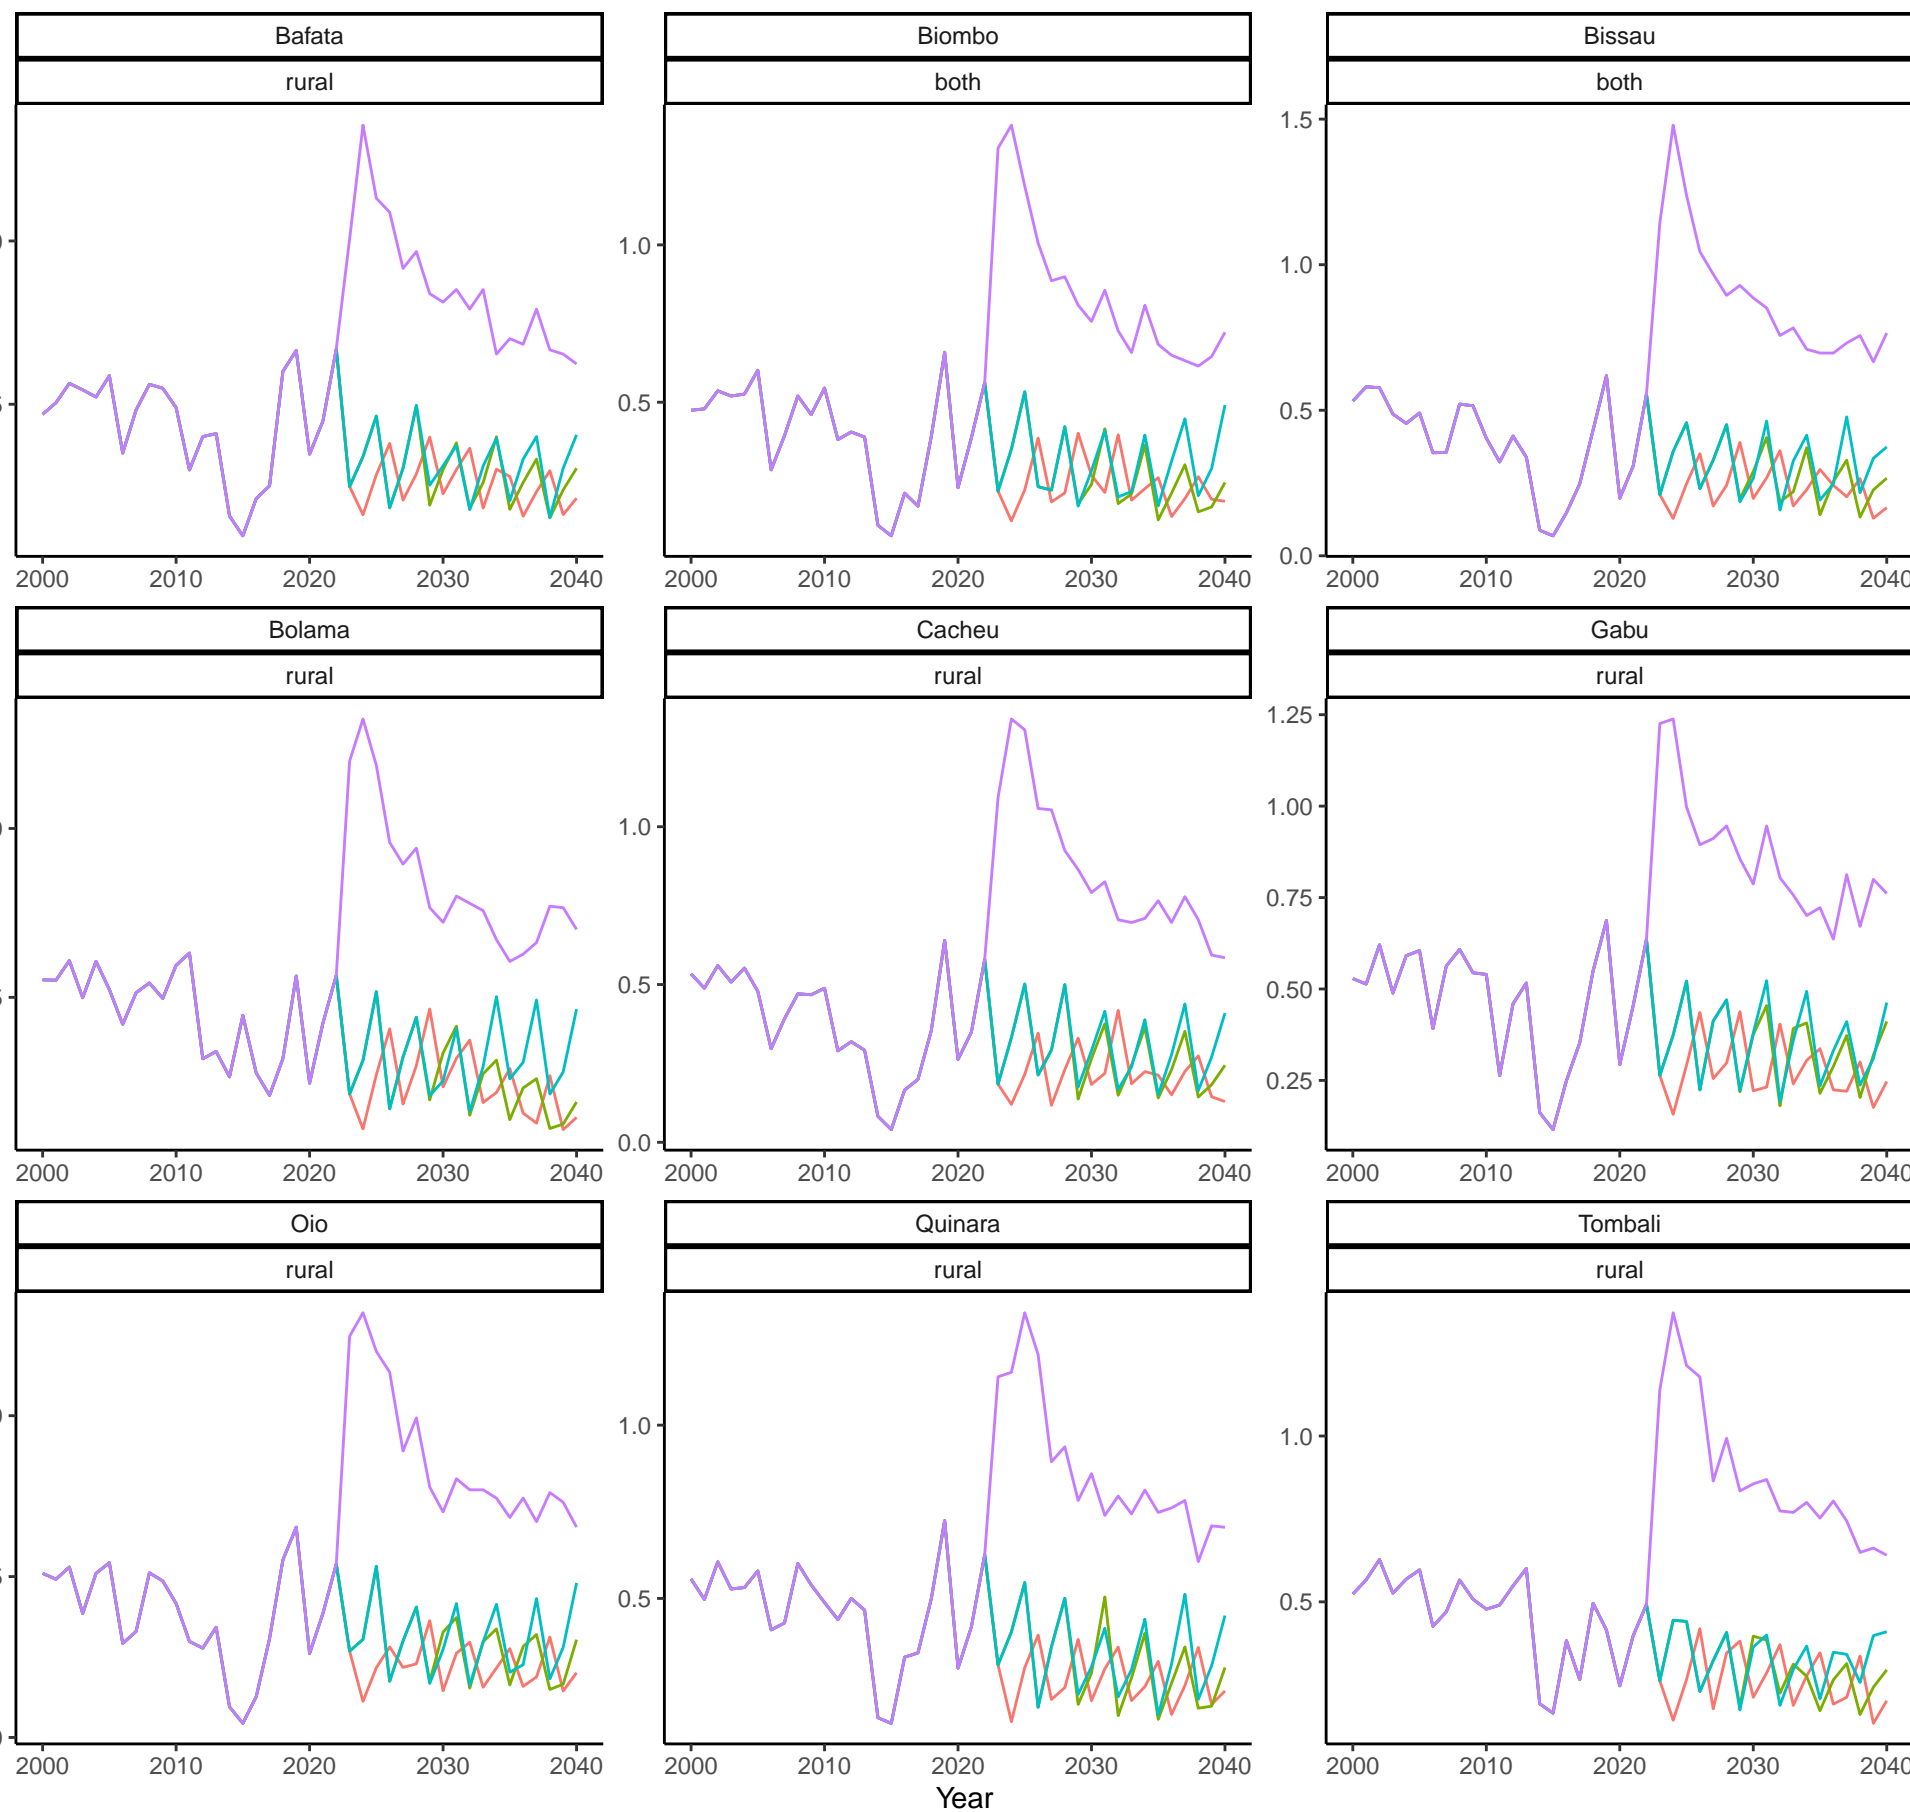 Bafata Biombo Bissau
rural both both
1.5
1.0 1.0
0.5 0.5
0.0
2000 2010 2020 2030 2040 2000 2010 2020 2030 2040 2000 2010 2020 2030 2040
Bolama Cacheu Gabu
rural rural rural
1.25
1.0 1.00
0.75
0.5 0.50
0.25
0.0
2000 2010 2020 2030 2040 2000 2010 2020 2030 2040 2000 2010 2020 2030 2040
Oio Quinara Tombali
rural rural rural
1.0 1.0
0.5 0.5
2000 2010 2020 2030 2040 2000 2010 2020 2030 2040 2000 2010 2020 2030 2040
Year